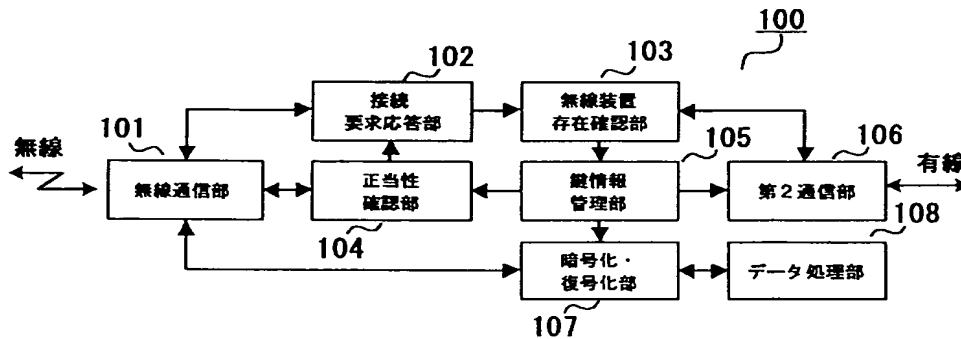 100
102
103
接続
要求応答部
無線装置
存在確認部
無線
101
105
106
有線
無線通信部
正当性
確認部
鍵情報
管理部
第2通信部
104
108
暗号化・
復号化部
データ処理部
107